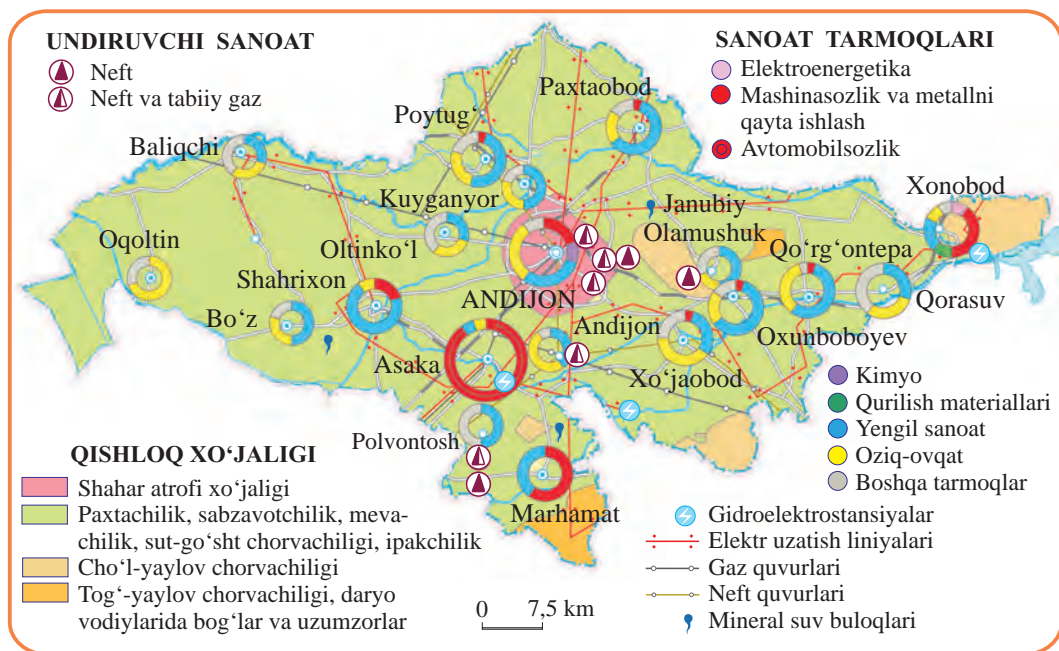 UNDIRUVCHI SANOAT
Neft
Neft va tabiiy gaz
SANOAT TARMOQLARI
Elektroenergetika
Mashinasozlik va metallni
qayta ishlash
Avtomobilsozlik
Paxtaobod
Poytug‘
Baliqchi
Xonobod
Kuyganyor
Janubiy
Olamushuk
Oqoltin
Oltinko‘l
Qo‘rg‘ontepa
Shahrixon
ANDIJON
Qorasuv
Bo‘z
Andijon
Oxunboboyev
Asaka
Xo‘jaobod
Polvontosh
Marhamat
Kimyo
Qurilish materiallari
Yengil sanoat
Oziq-ovqat
Boshqa tarmoqlar
QISHLOQ XO‘JALIGI
Shahar atrofi xo‘jaligi
Paxtachilik, sabzavotchilik, meva-
chilik, sut-go‘sht chorvachiligi, ipakchilik
Cho‘l-yaylov chorvachiligi
Tog‘-yaylov chorvachiligi, daryo
vodiylarida bog‘lar va uzumzorlar
0 7,5 km
Gidroelektrostansiyalar
Elektr uzatish liniyalari
Gaz quvurlari
Neft quvurlari
Mineral suv buloqlari